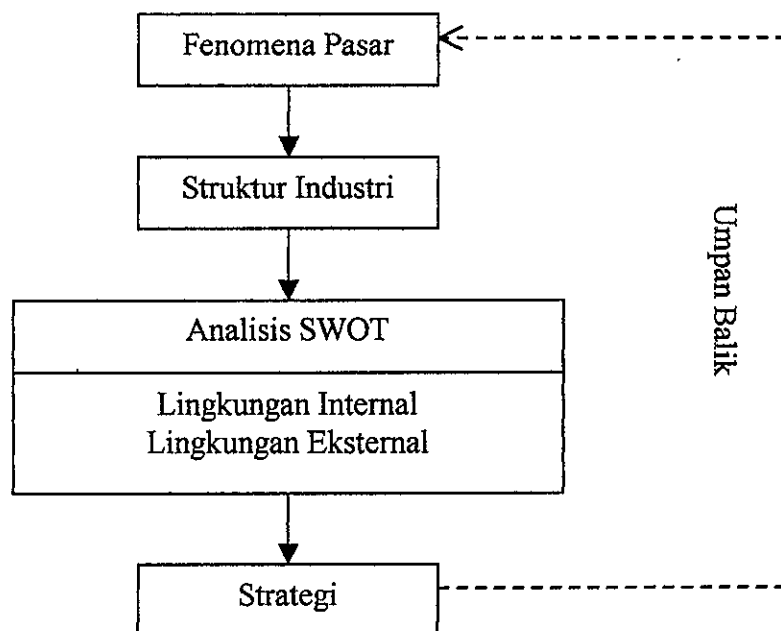 Fenomena Pasar
Struktur Industri
Analisis SWOT
Lingkungan Internal
Lingkungan Eksternal
Strategi
Umpan Balik